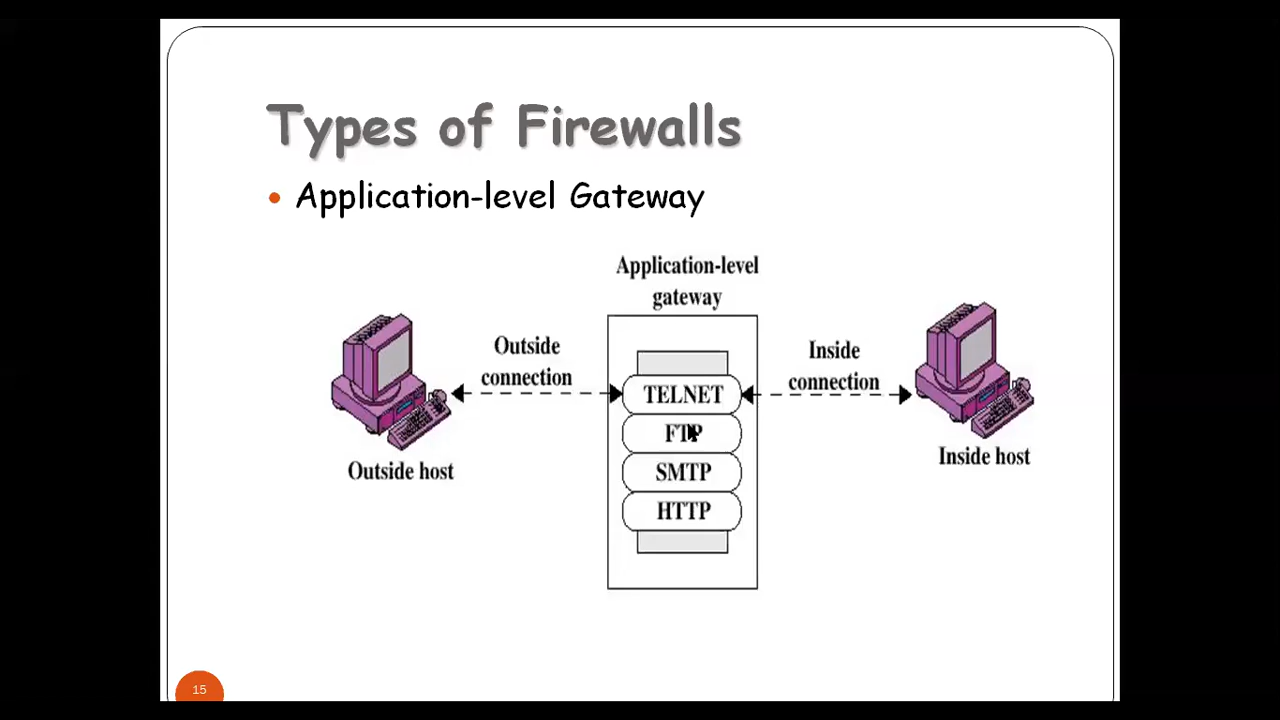 Types of Firewalls
Application-level Gateway
Application-level
gateway
Outside
connection
Inside
connection
TELNET
FTP
SMTP
HTTP
Outside host
Inside host
15